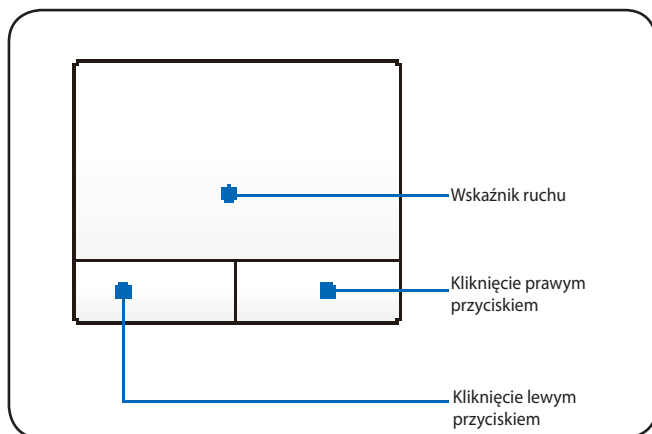 Wskaźnik ruchu
Kliknięcie prawym
przyciskiem
Kliknięcie lewym
przyciskiem